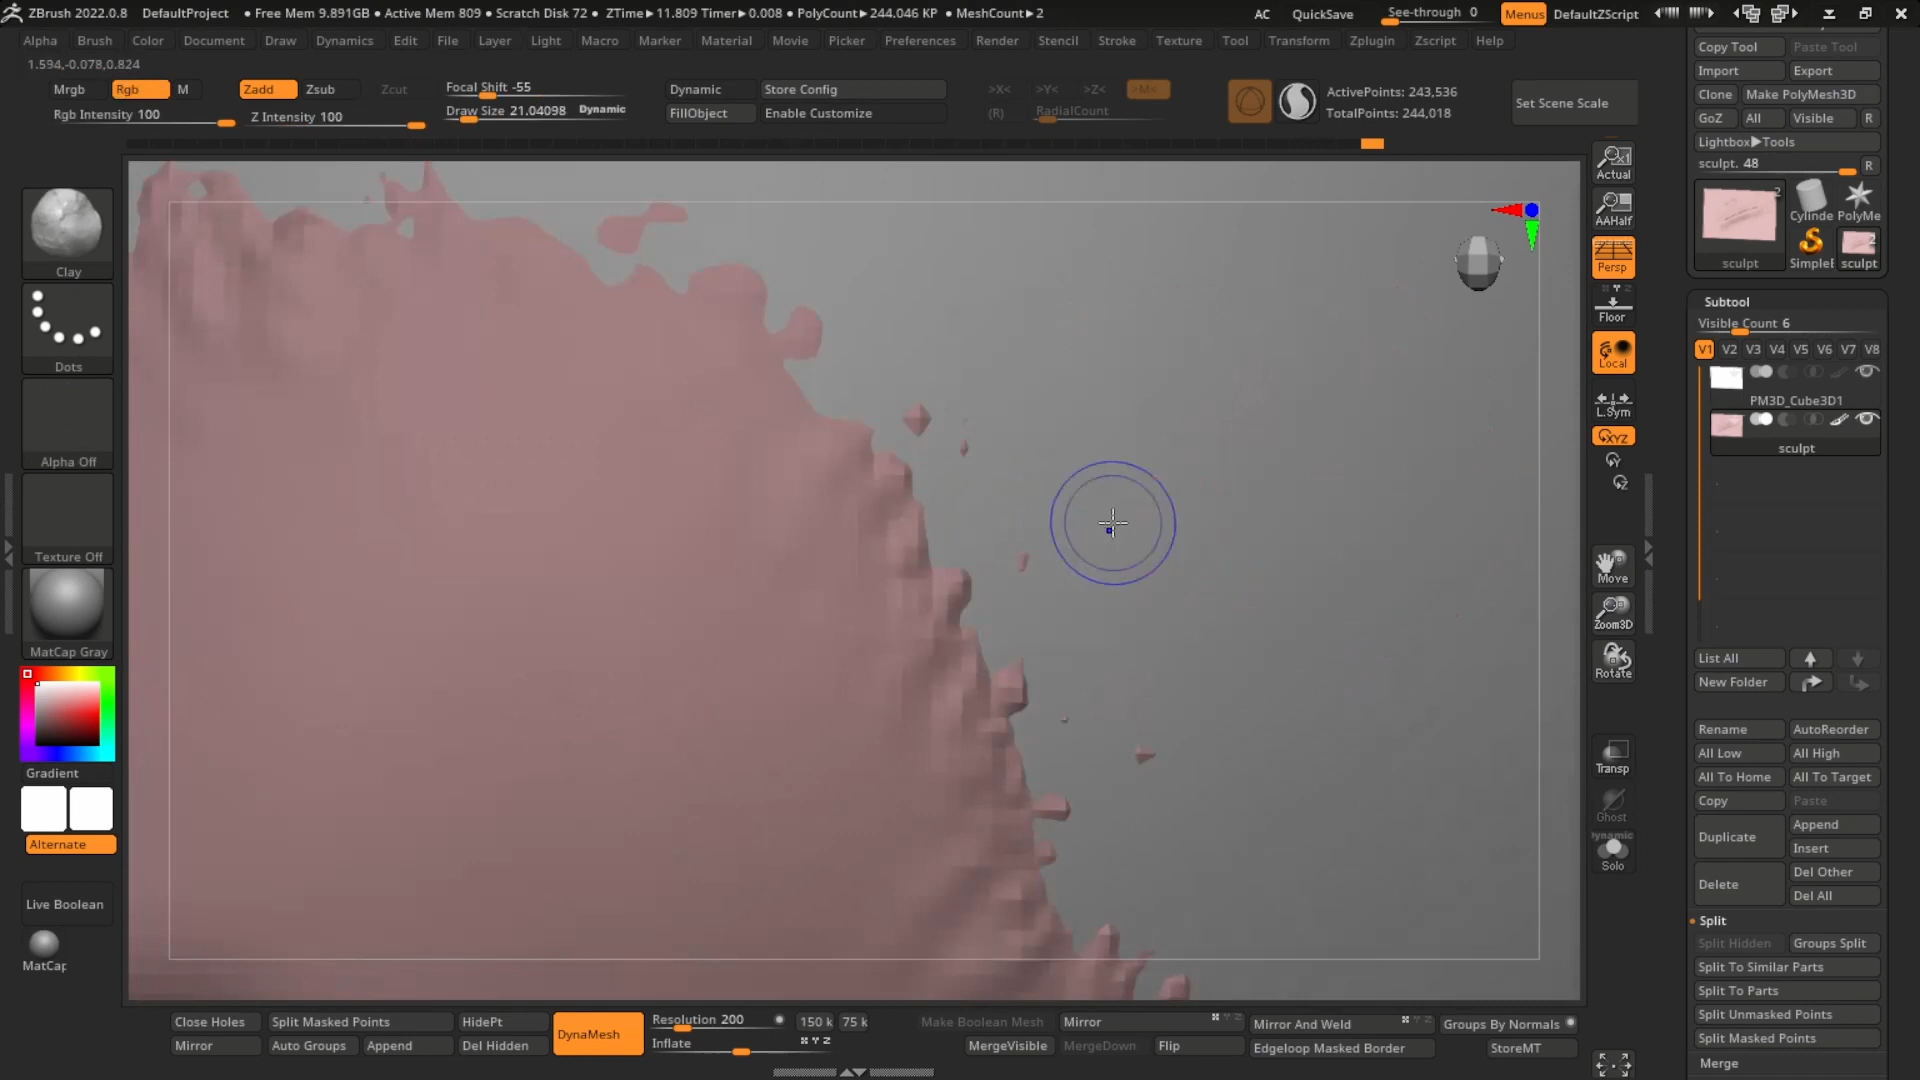 ZBrush 2022.0.8 DefaultProject • Free Mem 9.891GB • Active Mem 809 • Scratch Disk 72 • ZTime▶11.809 Timer▶0.008 • PolyCount▶244.046 KP • MeshCount▶2 AC QuickSave See-through 0 Menus DefaultZScript
Alpha Brush Color Document Draw Dynamics Edit File Layer Light Macro Marker Material Movie Picker Preferences Render Stencil Stroke Texture Tool Transform Zplugin Zscript Help
1.594,-0.078,0.824
Mrgb Rgb M Zadd Zsub Zcut Focal Shift -55 Dynamic Store Config >X< >Y< >Z< >M< ActivePoints: 243,536
Rgb Intensity 100 Z Intensity 100 Draw Size 21.04098 Dynamic FillObject Enable Customize (R) RadialCount TotalPoints: 244,018 Set Scene Scale
Copy Tool Paste Tool
Import Export
Clone Make PolyMesh3D
GoZ All Visible R
Lightbox▶Tools
sculpt. 48 R
2
Cylinde PolyMe
2
sculpt SimpleB sculpt
Subtool
Visible Count 6
V1 V2 V3 V4 V5 V6 V7 V8
PM3D_Cube3D1
sculpt
List All
New Folder
Rename AutoReorder
All Low All High
All To Home All To Target
Copy Paste
Duplicate Append
Insert
Delete Del Other
Del All
Split
Split Hidden Groups Split
Split To Similar Parts
Split To Parts
Split Unmasked Points
Split Masked Points
Merge
Clay
Dots
Alpha Off
Texture Off
MatCap Gray
Gradient
Alternate
Live Boolean
MatCap
Actual
AAHalf
Persp
Floor
Local
L.Sym
XYZ
Y
Z
Move
Zoom3D
Rotate
Transp
Ghost
Dynamic
Solo
Close Holes Split Masked Points HidePt DynaMesh Resolution 200 150 k 75 k Make Boolean Mesh Mirror X Y Z Mirror And Weld X Y Z Groups By Normals
Mirror Auto Groups Append Del Hidden Inflate X Y Z MergeVisible MergeDown Flip Edgeloop Masked Border StoreMT